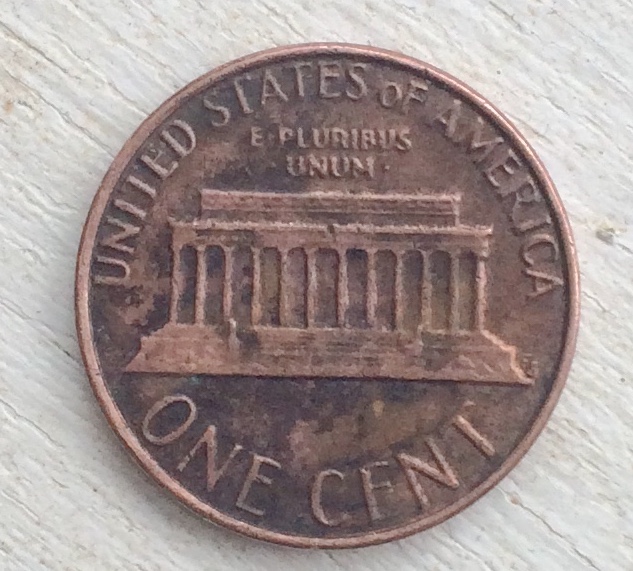 UNITED STATES OF AMERICA
E·PLURIBUS
·UNUM·
ONE CENT